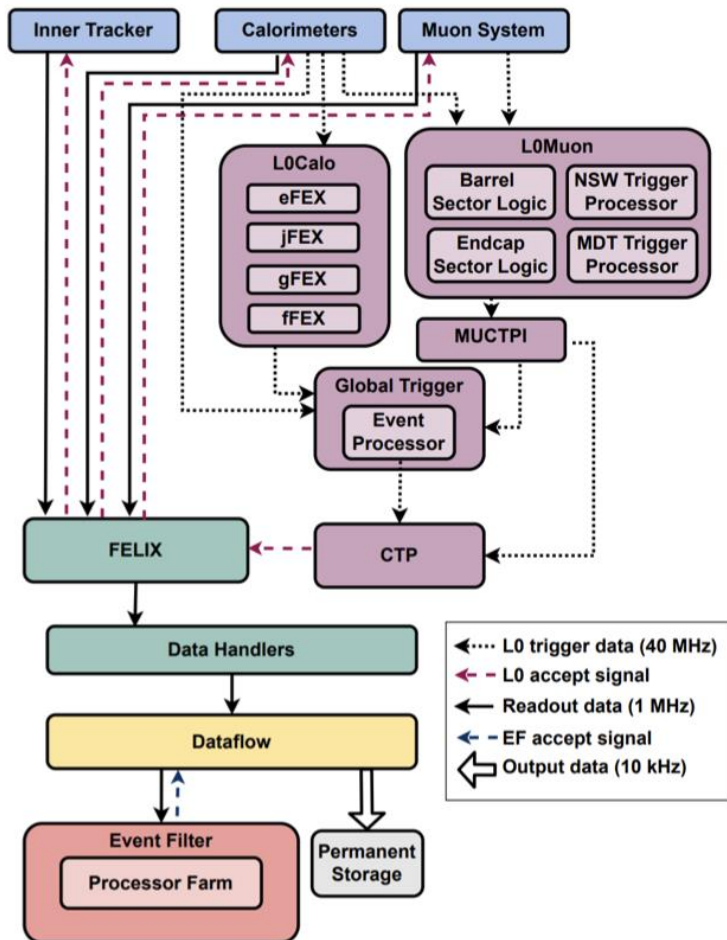 Inner Tracker
Calorimeters
Muon System
L0Calo
eFEX
jFEX
gFEX
fFEX
L0Muon
Barrel
Sector Logic
NSW Trigger
Processor
Endcap
Sector Logic
MDT Trigger
Processor
MUCTPI
Global Trigger
Event
Processor
FELIX
CTP
Data Handlers
Dataflow
Event Filter
Processor Farm
Permanent
Storage
L0 trigger data (40 MHz)
L0 accept signal
Readout data (1 MHz)
EF accept signal
Output data (10 kHz)